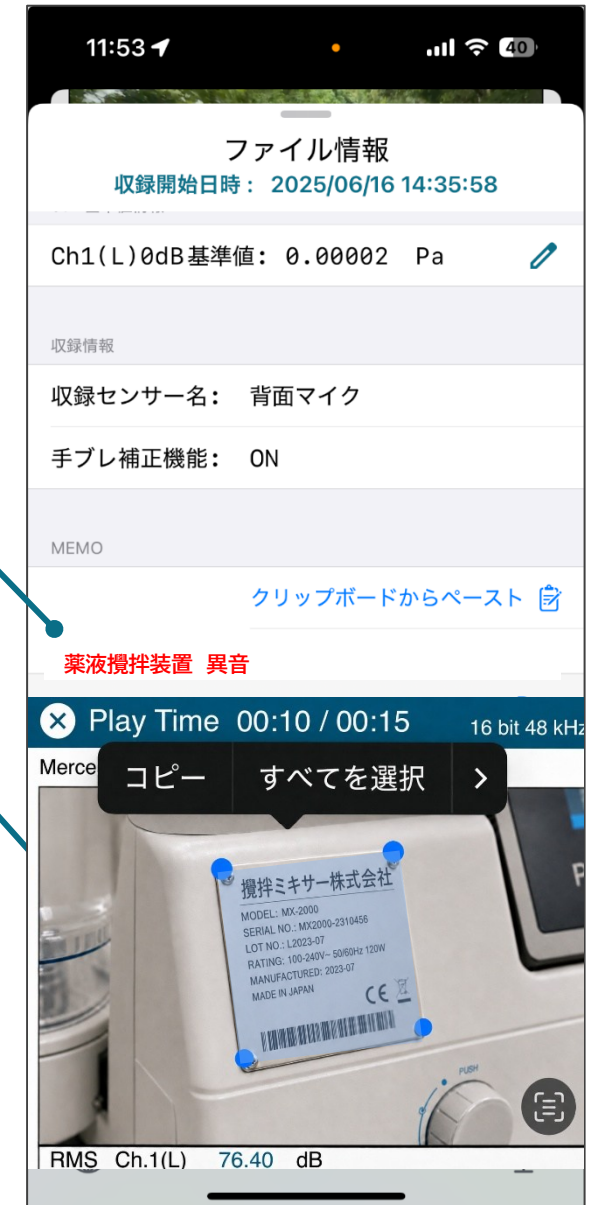 11:53
40
ファイル情報
収録開始日時： 2025/06/16 14:35:58
Ch1(L)0dB基準値: 0.00002 Pa
収録情報
収録センサー名: 背面マイク
手ブレ補正機能: ON
MEMO
クリップボードからペースト
薬液攪拌装置 異音
Play Time 00:10 / 00:15 16 bit 48 kHz
Merce
コピー すべてを選択 >
攪拌ミキサー株式会社
MODEL: MX-2000
SERIAL NO.: MX2000-2310456
LOT NO.: L2023-07
RATING: 100-240V~ 50/60Hz 120W
MANUFACTURED: 2023-07
MADE IN JAPAN
CE
P
PUSH
RMS Ch.1(L) 76.40 dB